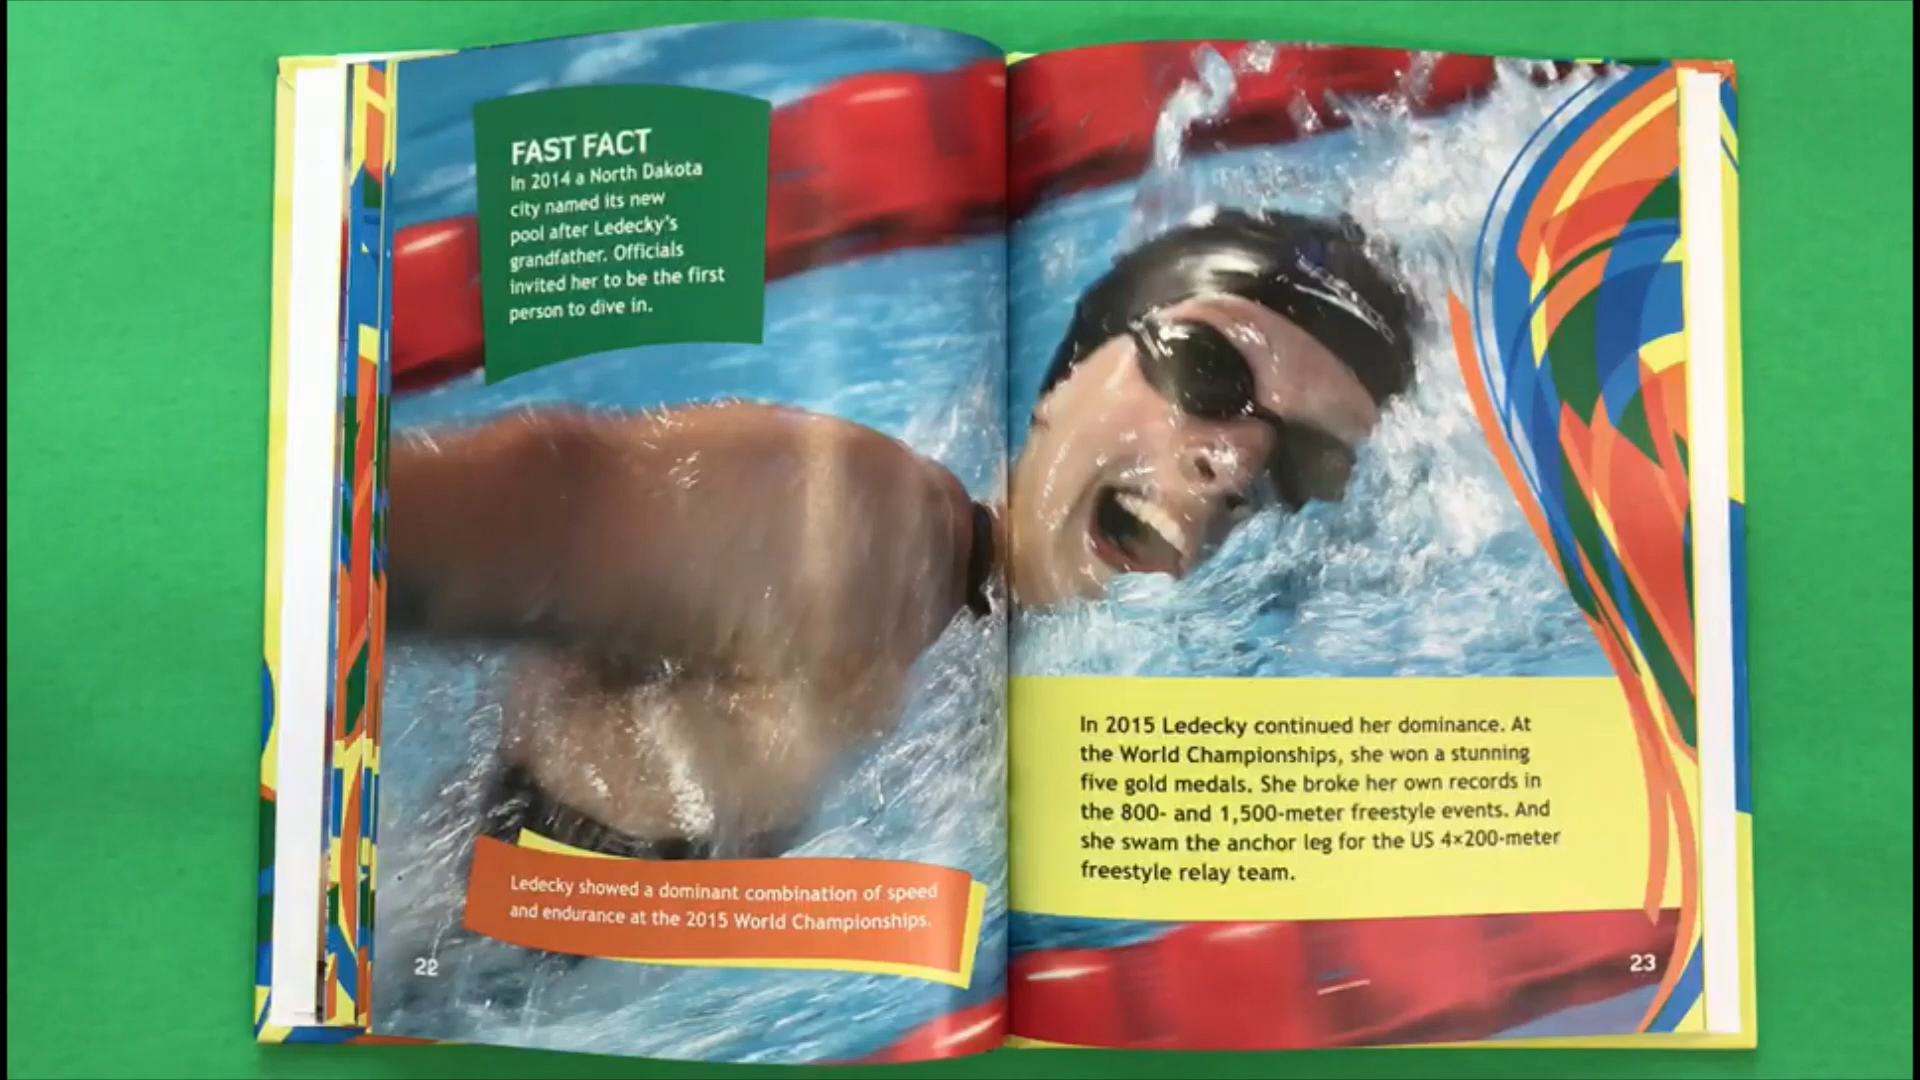 FAST FACT
In 2014 a North Dakota
city named its new
pool after Ledecky's
grandfather. Officials
invited her to be the first
person to dive in.
Ledecky showed a dominant combination of speed
and endurance at the 2015 World Championships.
22
In 2015 Ledecky continued her dominance. At
the World Championships, she won a stunning
five gold medals. She broke her own records in
the 800- and 1,500-meter freestyle events. And
she swam the anchor leg for the US 4×200-meter
freestyle relay team.
23